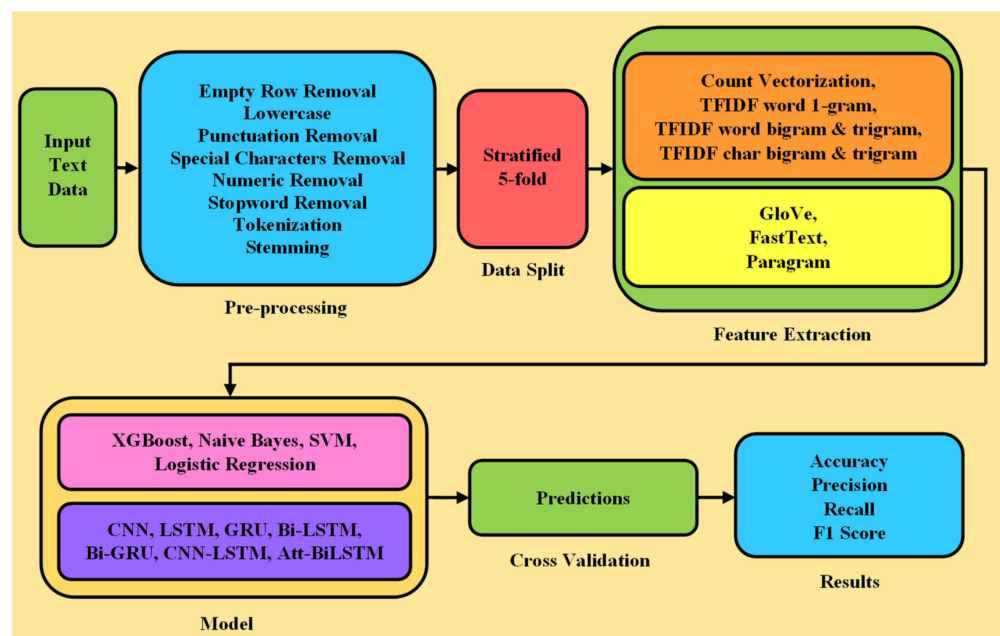 Input
Text
Data
Empty Row Removal
Lowercase
Punctuation Removal
Special Characters Removal
Numeric Removal
Stopword Removal
Tokenization
Stemming
Pre-processing
Stratified
5-fold
Data Split
Count Vectorization,
TFIDF word 1-gram,
TFIDF word bigram & trigram,
TFIDF char bigram & trigram
GloVe,
FastText,
Paragram
Feature Extraction
XGBoost, Naive Bayes, SVM,
Logistic Regression
CNN, LSTM, GRU, Bi-LSTM,
Bi-GRU, CNN-LSTM, Att-BiLSTM
Model
Predictions
Cross Validation
Accuracy
Precision
Recall
F1 Score
Results